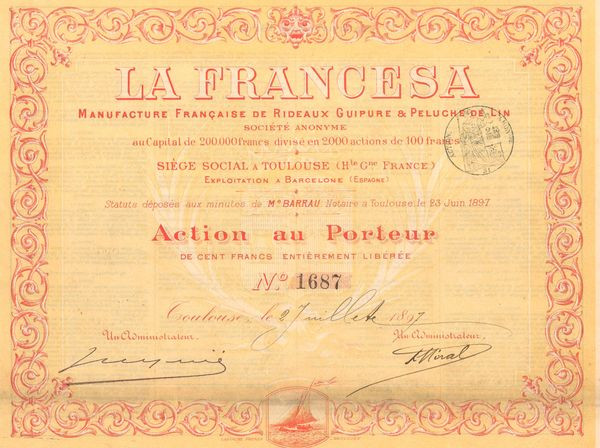 LA FRANCESA
MANUFACTURE FRANÇAISE DE RIDEAUX GUIPURE & PELUCHE DE LIN
SOCIÉTÉ ANONYME
au Capital de 200.000 francs divisé en 2000 actions de 100 francs
SIÈGE SOCIAL A TOULOUSE (Hte Gne FRANCE)
EXPLOITATION A BARCELONE (ESPAGNE)
Statuts déposés aux minutes de Me BARRAU Notaire à Toulouse le 23 Juin 1897.
Action au Porteur
DE CENT FRANCS ENTIÈREMENT LIBÉRÉE
No 1687
Toulouse, le 2 Juillet 1897
Un Administrateur. Un Administrateur,